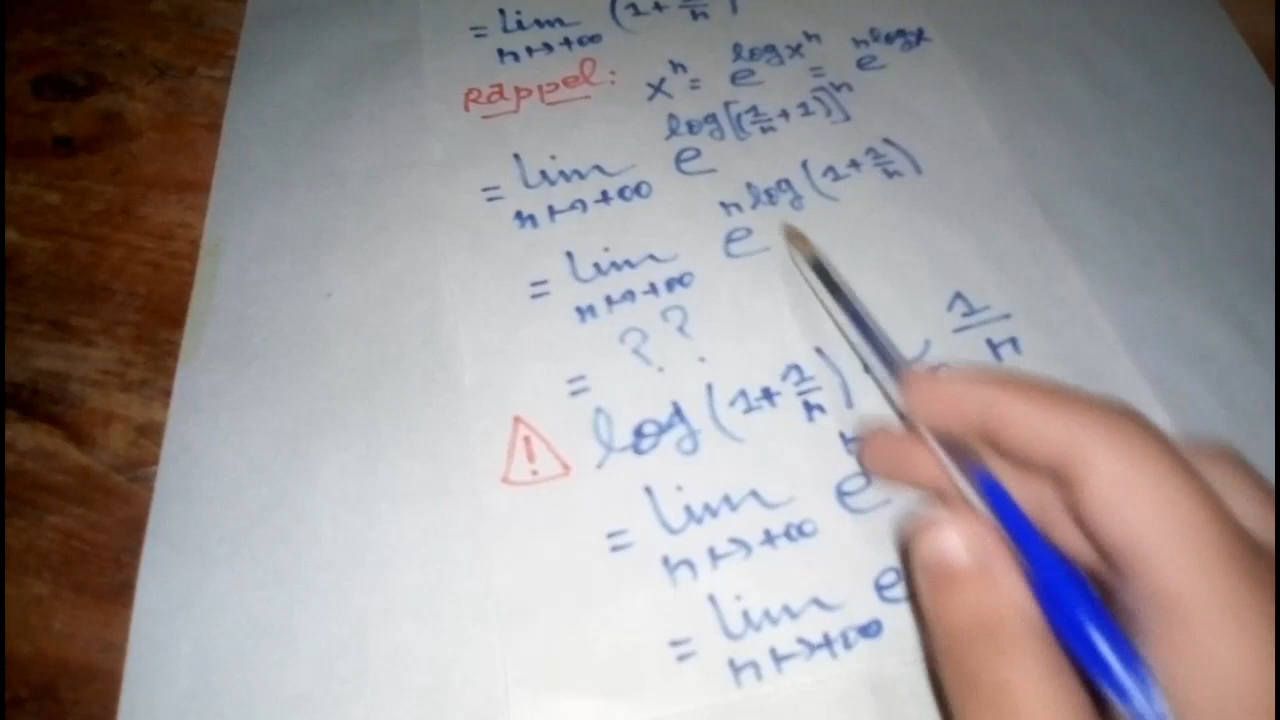 = lim (1+1/n)
n↦+∞
Rappel: xⁿ = e^{log xⁿ} = e^{n log x}
= lim e^{log[(1/n+1)]ⁿ}
n↦+∞
= lim e^{n log(1+1/n)}
n↦+∞
= ??
! log(1+1/n) ~ 1/n
= lim e
n↦+∞
= lim e
n↦+∞